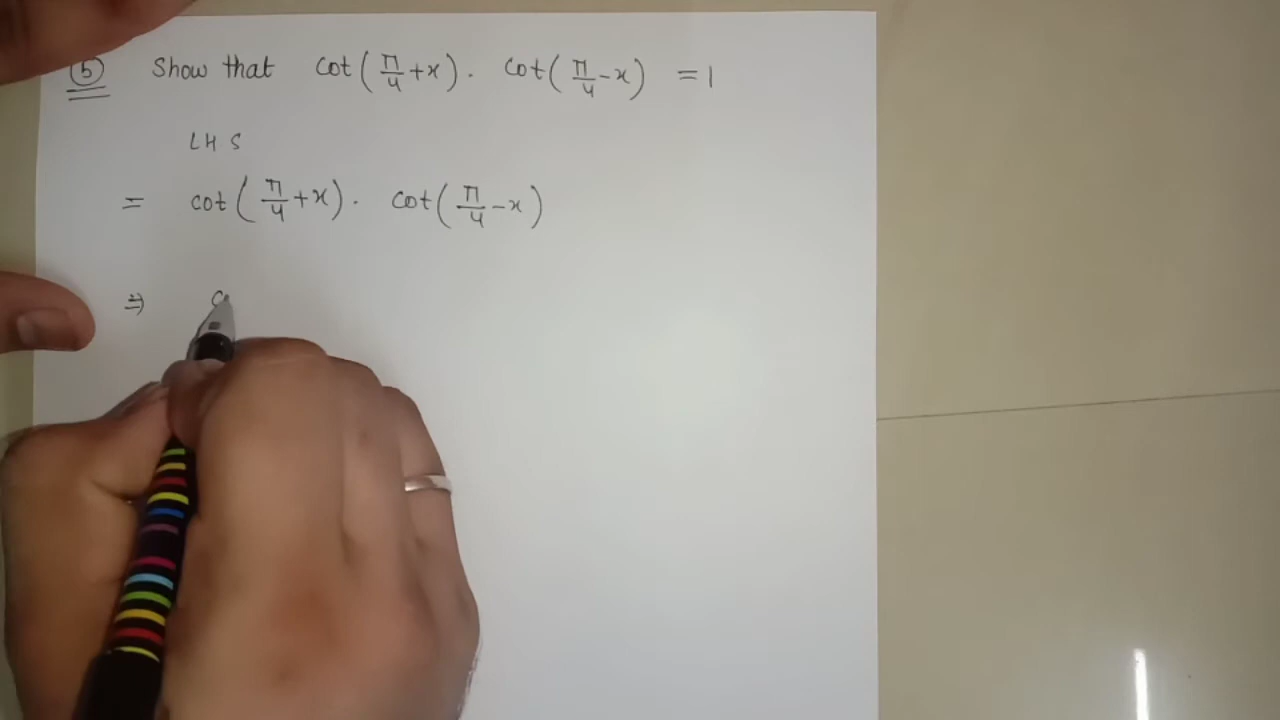 5 Show that cot(π/4+x). cot(π/4-x) =1
LHS
= cot(π/4+x). cot(π/4-x)
⇒ c